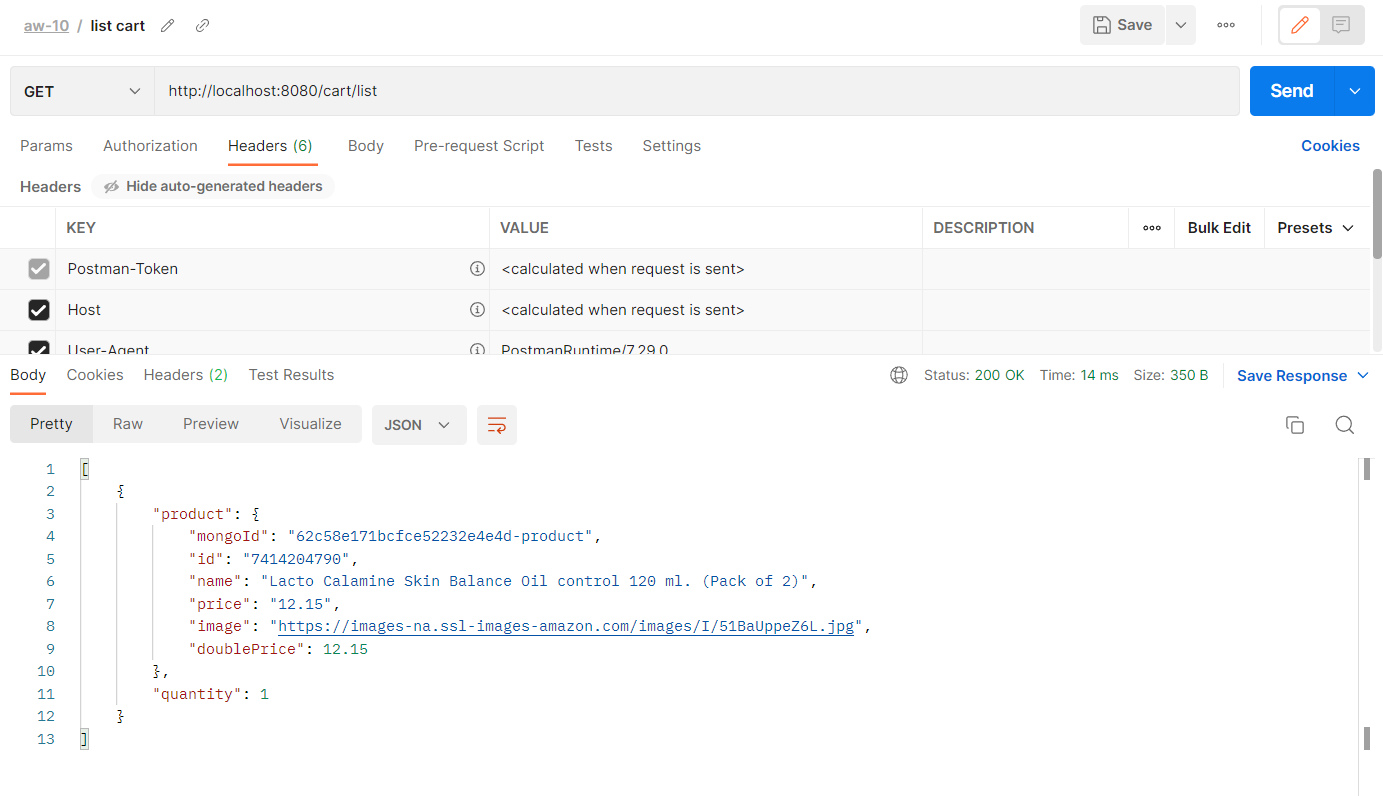 aw-10 / list cart
Save
GET
http://localhost:8080/cart/list
Send
Params Authorization Headers (6) Body Pre-request Script Tests Settings Cookies
Headers Hide auto-generated headers
KEY VALUE DESCRIPTION Bulk Edit Presets
Postman-Token <calculated when request is sent>
Host <calculated when request is sent>
User-Agent PostmanRuntime/7.29.0
Body Cookies Headers (2) Test Results Status: 200 OK Time: 14 ms Size: 350 B Save Response
Pretty Raw Preview Visualize JSON
1 [
2 {
3 "product": {
4 "mongoId": "62c58e171bcfce52232e4e4d-product",
5 "id": "7414204790",
6 "name": "Lacto Calamine Skin Balance Oil control 120 ml. (Pack of 2)",
7 "price": "12.15",
8 "image": "https://images-na.ssl-images-amazon.com/images/I/51BaUppeZ6L.jpg",
9 "doublePrice": 12.15
10 },
11 "quantity": 1
12 }
13 ]